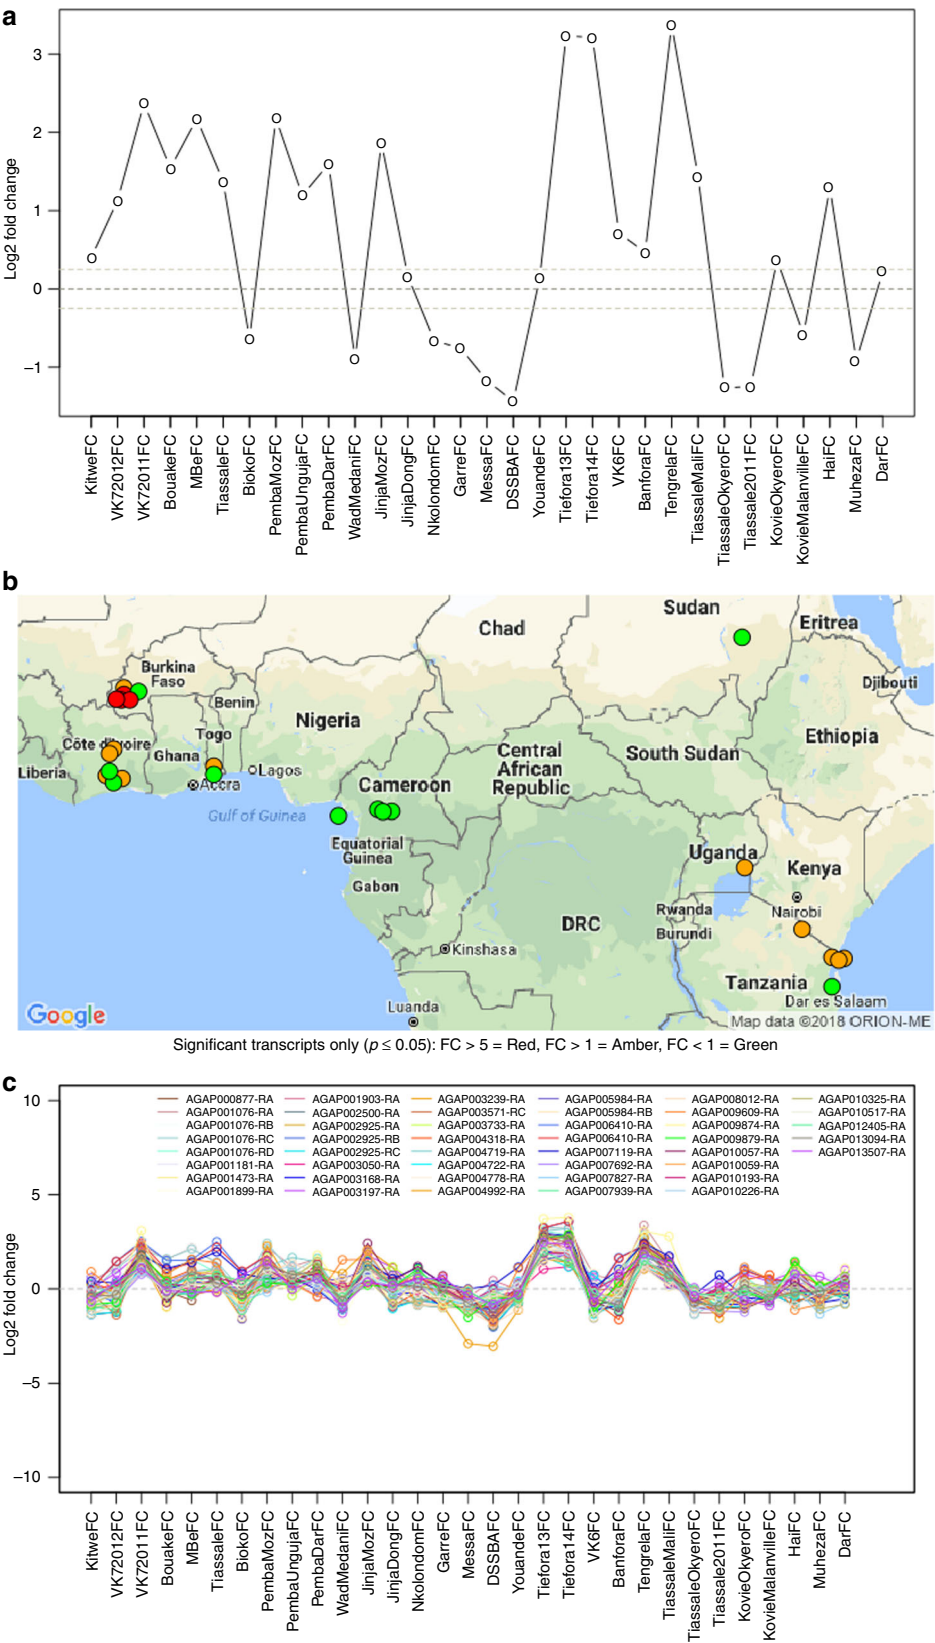 a
Log2 fold change
3
2
1
0
−1
KitweFC
VK72012FC
VK72011FC
BouakeFC
MBeFC
TiassaleFC
BiokoFC
PembaMozFC
PembaUngujaFC
PembaDarFC
WadMedaniFC
JinjaMozFC
JinjaDongFC
NkolondomFC
GarreFC
MessaFC
DSSBAFC
YouandeFC
Tiefora13FC
Tiefora14FC
VK6FC
BanforaFC
TengrelaFC
TiassaleMaliFC
TiassaleOkyeroFC
Tiassale2011FC
KovieOkyeroFC
KovieMalanvilleFC
HaiFC
MuhezaFC
DarFC
b
Sudan
Chad
Eritrea
Burkina
Faso
Djibouti
Benin
Nigeria
Togo
Ethiopia
Côte d'Ivoire
Ghana
Central
African
Republic
South Sudan
Liberia
Lagos
Accra
Cameroon
Gulf of Guinea
Equatorial
Guinea
Uganda
Kenya
Gabon
Rwanda
Nairobi
DRC
Burundi
Kinshasa
Tanzania
Dar es Salaam
Luanda
Google
Map data ©2018 ORION-ME
Significant transcripts only (p ≤ 0.05): FC > 5 = Red, FC > 1 = Amber, FC < 1 = Green
c
Log2 fold change
10
5
0
−5
−10
AGAP000877-RA
AGAP001076-RA
AGAP001076-RB
AGAP001076-RC
AGAP001076-RD
AGAP001181-RA
AGAP001473-RA
AGAP001899-RA
AGAP001903-RA
AGAP002500-RA
AGAP002925-RA
AGAP002925-RB
AGAP002925-RC
AGAP003050-RA
AGAP003168-RA
AGAP003197-RA
AGAP003239-RA
AGAP003571-RC
AGAP003733-RA
AGAP004318-RA
AGAP004719-RA
AGAP004722-RA
AGAP004778-RA
AGAP004992-RA
AGAP005984-RA
AGAP005984-RB
AGAP006410-RA
AGAP006410-RA
AGAP007119-RA
AGAP007692-RA
AGAP007827-RA
AGAP007939-RA
AGAP008012-RA
AGAP009609-RA
AGAP009874-RA
AGAP009879-RA
AGAP010057-RA
AGAP010059-RA
AGAP010193-RA
AGAP010226-RA
AGAP010325-RA
AGAP010517-RA
AGAP012405-RA
AGAP013094-RA
AGAP013507-RA
KitweFC
VK72012FC
VK72011FC
BouakeFC
MBeFC
TiassaleFC
BiokoFC
PembaMozFC
PembaUngujaFC
PembaDarFC
WadMedaniFC
JinjaMozFC
JinjaDongFC
NkolondomFC
GarreFC
MessaFC
DSSBAFC
YouandeFC
Tiefora13FC
Tiefora14FC
VK6FC
BanforaFC
TengrelaFC
TiassaleMaliFC
TiassaleOkyeroFC
Tiassale2011FC
KovieOkyeroFC
KovieMalanvilleFC
HaiFC
MuhezaFC
DarFC